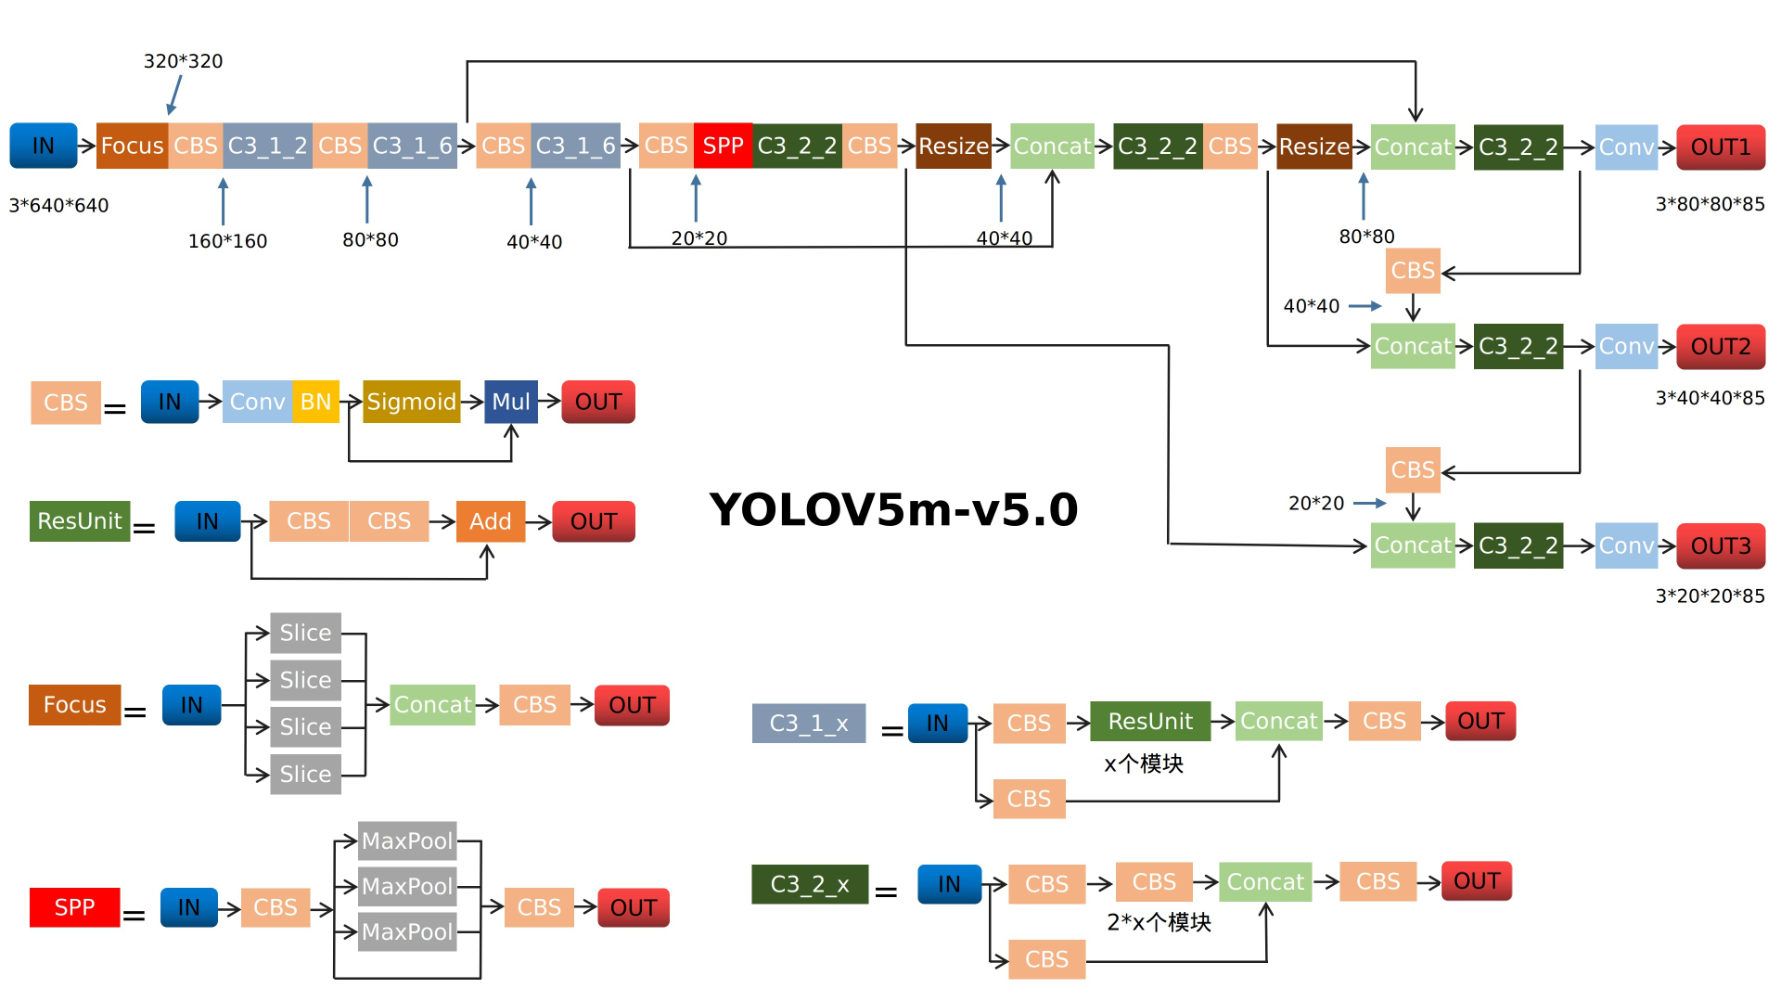 320*320
IN Focus CBS C3_1_2 CBS C3_1_6 CBS C3_1_6 CBS SPP C3_2_2 CBS Resize Concat C3_2_2 CBS Resize Concat C3_2_2 Conv OUT1
3*640*640
3*80*80*85
160*160
80*80
40*40
20*20
40*40
80*80
CBS
40*40
Concat C3_2_2 Conv OUT2
3*40*40*85
CBS
20*20
Concat C3_2_2 Conv OUT3
3*20*20*85
CBS = IN Conv BN Sigmoid Mul OUT
YOLOV5m-v5.0
ResUnit = IN CBS CBS Add OUT
Slice
Slice
Focus = IN Concat CBS OUT
Slice
Slice
MaxPool
MaxPool
SPP = IN CBS CBS OUT
MaxPool
C3_1_x = IN CBS ResUnit Concat CBS OUT
x个模块
CBS
C3_2_x = IN CBS CBS Concat CBS OUT
2*x个模块
CBS